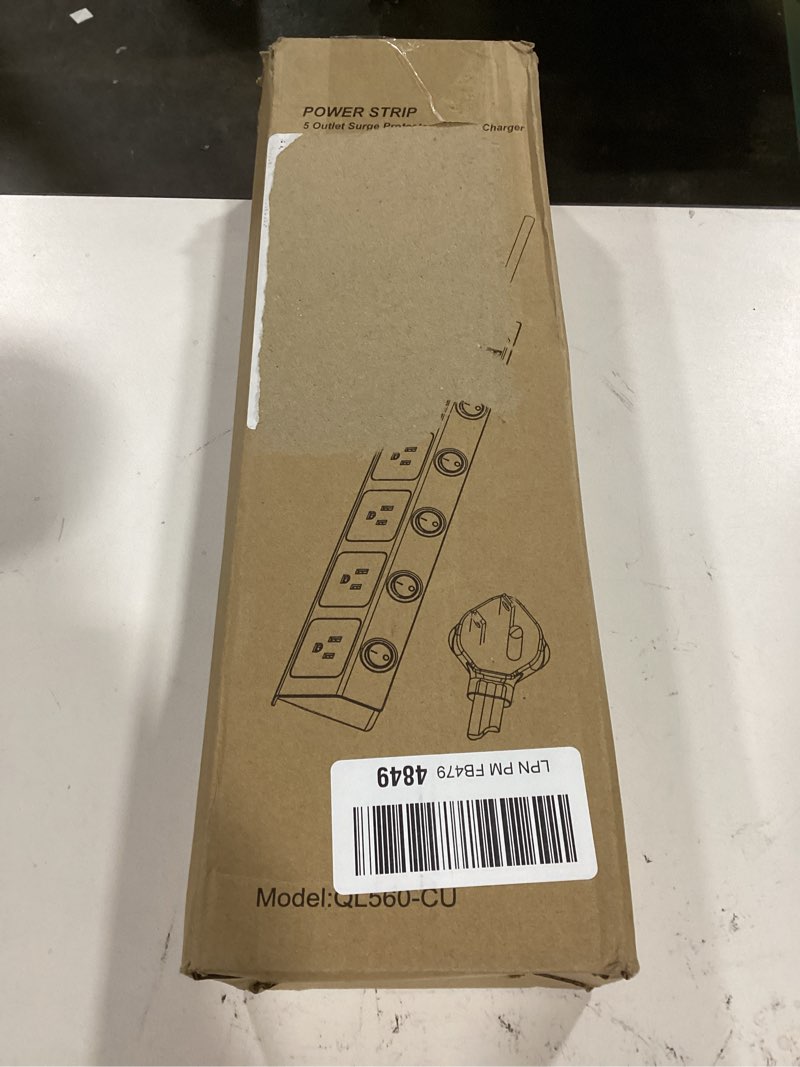 POWER STRIP
5 Outlet Surge Charger
LPN PM FB479 4849
Model:QL560-CU